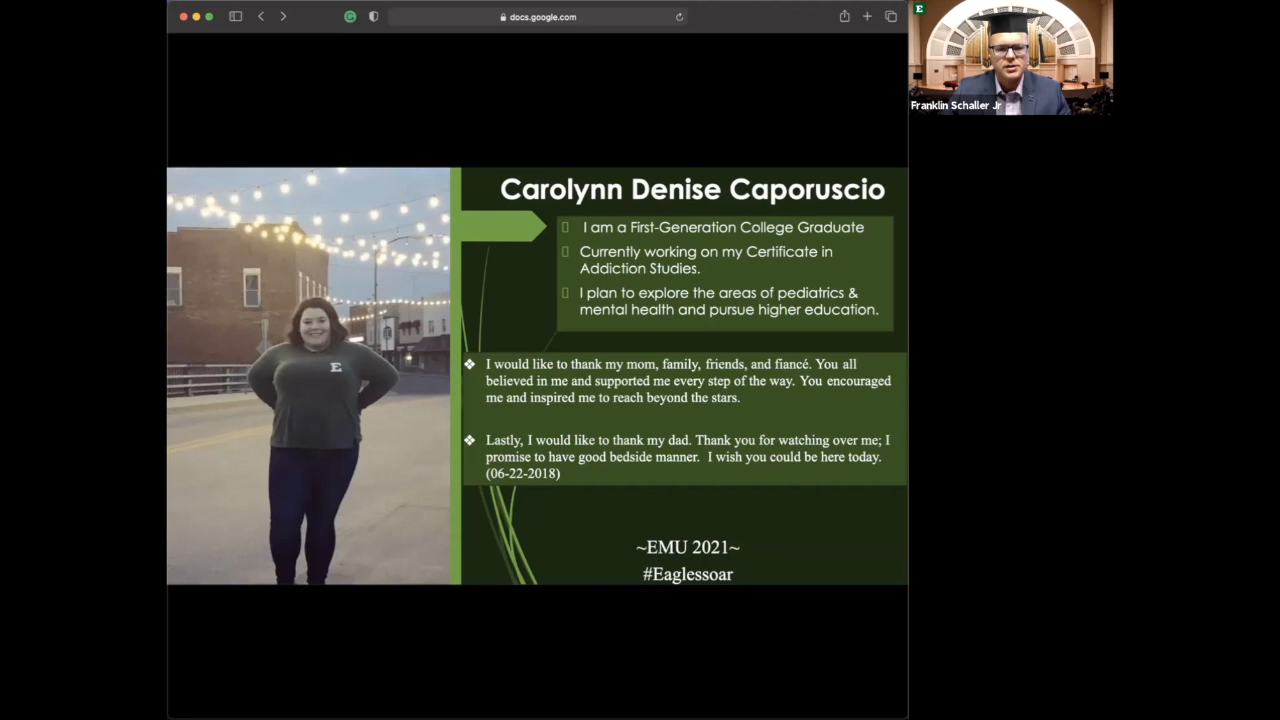 docs.google.com
E
Franklin Schaller Jr
Carolynn Denise Caporuscio
I am a First-Generation College Graduate
Currently working on my Certificate in
Addiction Studies.
I plan to explore the areas of pediatrics &
mental health and pursue higher education.
E
❖ I would like to thank my mom, family, friends, and fiancé. You all
believed in me and supported me every step of the way. You encouraged
me and inspired me to reach beyond the stars.
❖ Lastly, I would like to thank my dad. Thank you for watching over me; I
promise to have good bedside manner. I wish you could be here today.
(06-22-2018)
~EMU 2021~
#Eaglessoar